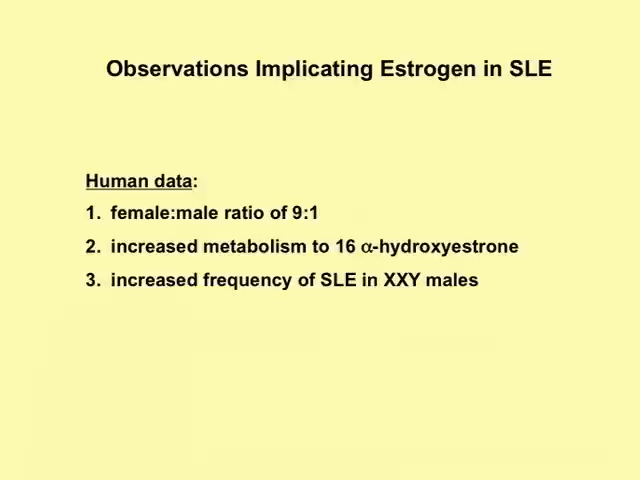 Observations Implicating Estrogen in SLE
Human data:
1. female:male ratio of 9:1
2. increased metabolism to 16 α-hydroxyestrone
3. increased frequency of SLE in XXY males